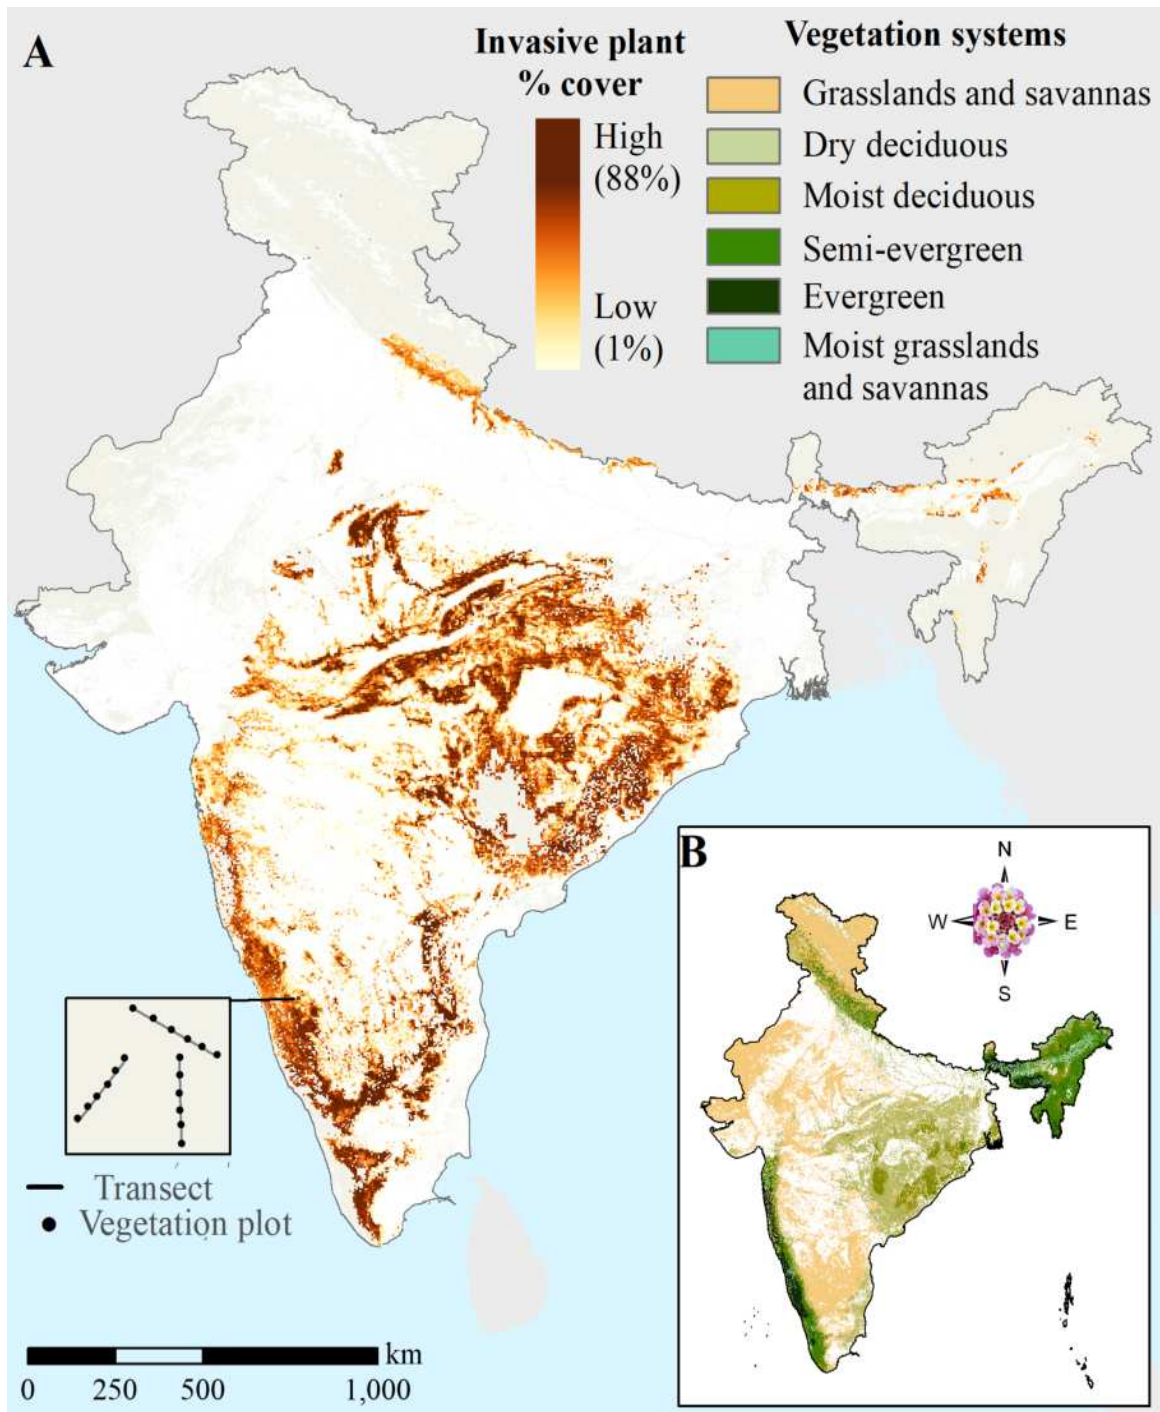 A
Invasive plant
% cover
High
(88%)
Low
(1%)
Vegetation systems
Grasslands and savannas
Dry deciduous
Moist deciduous
Semi-evergreen
Evergreen
Moist grasslands
and savannas
Transect
Vegetation plot
km
0 250 500 1,000
B
N
W E
S